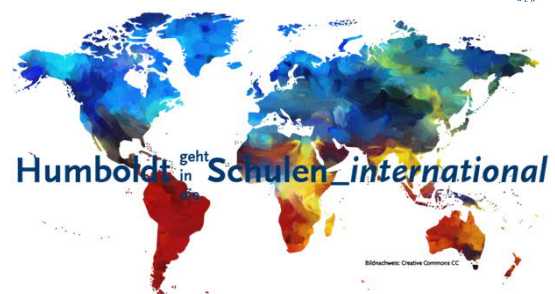 Humboldt geht in die Schulen_international
Bildnachweis: Creative Commons CC